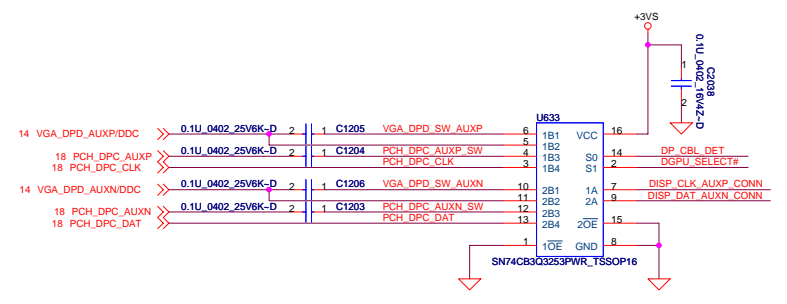 +3VS
C2038
0.1U_0402_16V4Z~D
1
2
U633
14 VGA_DPD_AUXP/DDC 0.1U_0402_25V6K~D 2 1 C1205 VGA_DPD_SW_AUXP 6 1B1 VCC 16
5 1B2
18 PCH_DPC_AUXP 0.1U_0402_25V6K~D 2 1 C1204 PCH_DPC_AUXP_SW 4 1B3 S0 14 DP_CBL_DET
18 PCH_DPC_CLK PCH_DPC_CLK 3 1B4 S1 2 DGPU_SELECT#
14 VGA_DPD_AUXN/DDC 0.1U_0402_25V6K~D 2 1 C1206 VGA_DPD_SW_AUXN 10 2B1 1A 7 DISP_CLK_AUXP_CONN
11 2B2 2A 9 DISP_DAT_AUXN_CONN
18 PCH_DPC_AUXN 0.1U_0402_25V6K~D 2 1 C1203 PCH_DPC_AUXN_SW 12 2B3
18 PCH_DPC_DAT PCH_DPC_DAT 13 2B4 2OE 15
1 1OE GND 8
SN74CB3Q3253PWR_TSSOP16